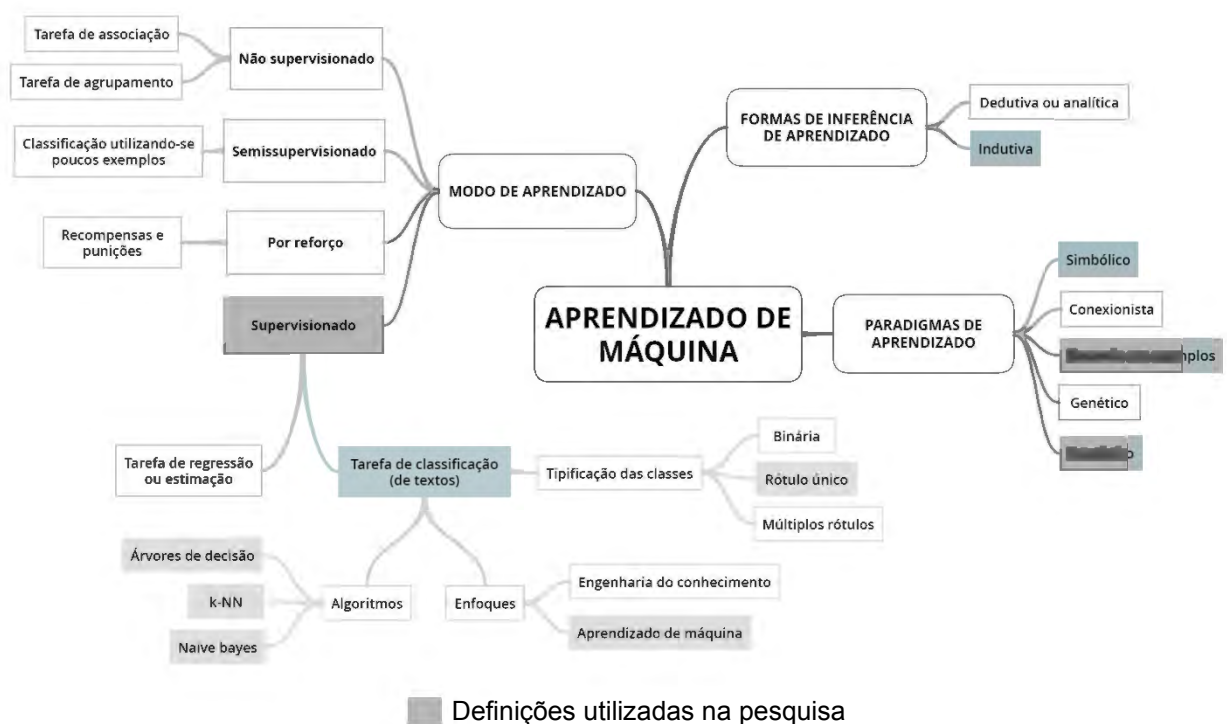 Tarefa de associação
Tarefa de agrupamento
Não supervisionado
Classificação utilizando-se
poucos exemplos
Semissupervisionado
Recompensas e
punições
Por reforço
Supervisionado
MODO DE APRENDIZADO
FORMAS DE INFERÊNCIA
DE APRENDIZADO
Dedutiva ou analítica
Indutiva
APRENDIZADO DE
MÁQUINA
PARADIGMAS DE
APRENDIZADO
Simbólico
Conexionista
Genético
Tarefa de regressão
ou estimação
Tarefa de classificação
(de textos)
Tipificação das classes
Binária
Rótulo único
Múltiplos rótulos
Árvores de decisão
k-NN
Naive bayes
Algoritmos
Enfoques
Engenharia do conhecimento
Aprendizado de máquina
Definições utilizadas na pesquisa